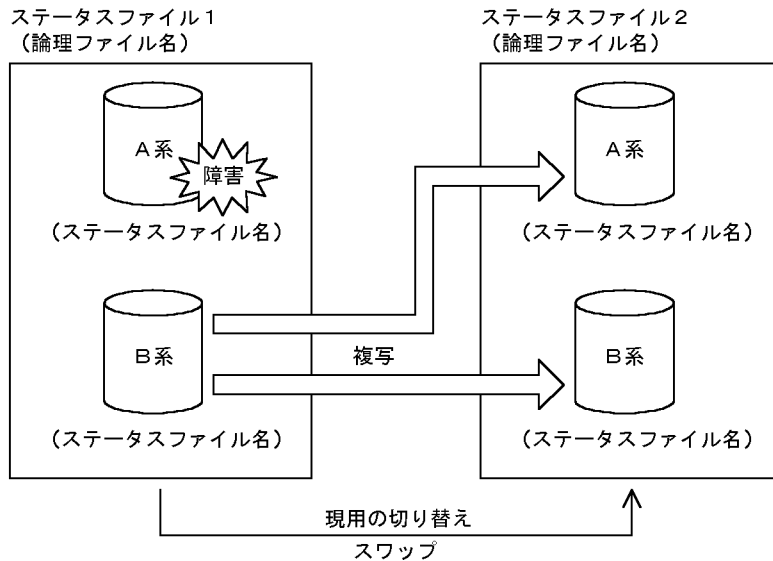 ステータスファイル1
(論理ファイル名)
A系
障害
(ステータスファイル名)
B系
(ステータスファイル名)
ステータスファイル2
(論理ファイル名)
A系
(ステータスファイル名)
B系
(ステータスファイル名)
複写
現用の切り替え
スワップ